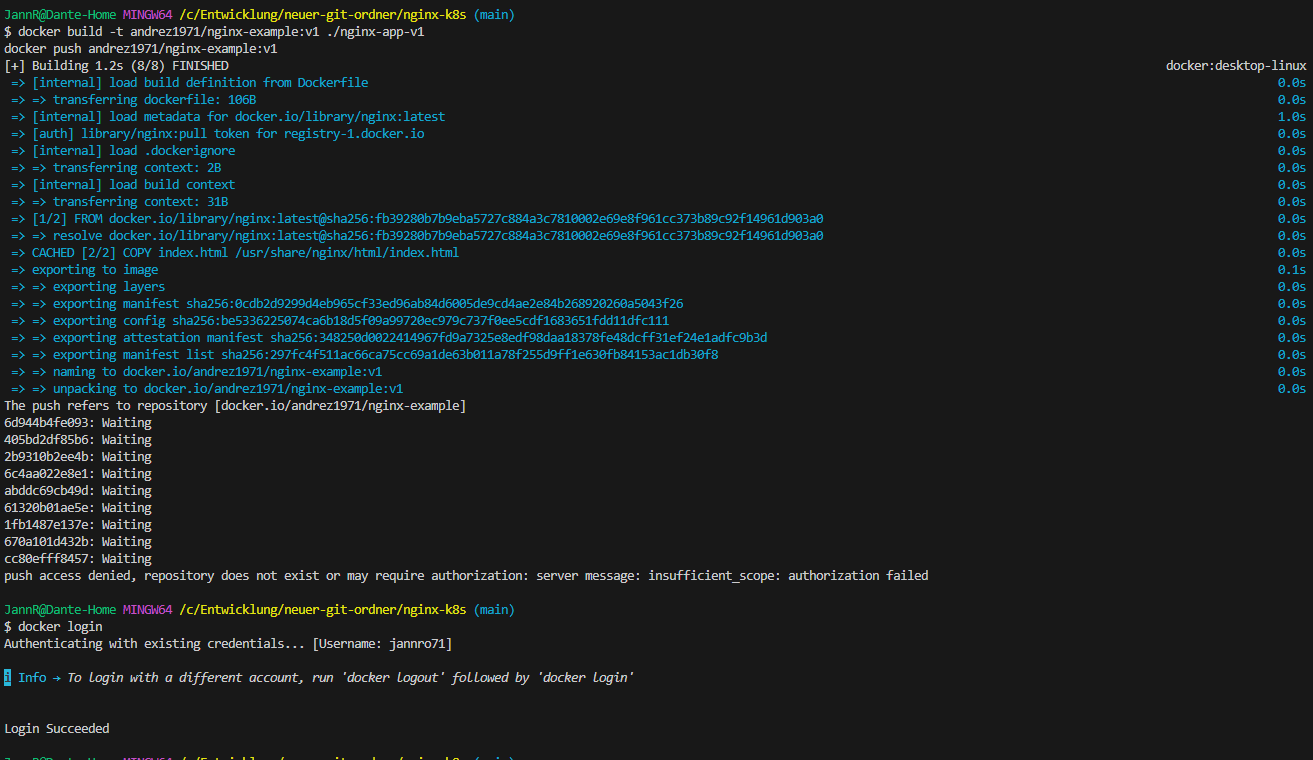 JannR@Dante-Home MINGW64 /c/Entwicklung/neuer-git-ordner/nginx-k8s (main)
$ docker build -t andrez1971/nginx-example:v1 ./nginx-app-v1
docker push andrez1971/nginx-example:v1
[+] Building 1.2s (8/8) FINISHED docker:desktop-linux
=> [internal] load build definition from Dockerfile 0.0s
=> => transferring dockerfile: 106B 0.0s
=> [internal] load metadata for docker.io/library/nginx:latest 1.0s
=> [auth] library/nginx:pull token for registry-1.docker.io 0.0s
=> [internal] load .dockerignore 0.0s
=> => transferring context: 2B 0.0s
=> [internal] load build context 0.0s
=> => transferring context: 31B 0.0s
=> [1/2] FROM docker.io/library/nginx:latest@sha256:fb39280b7b9eba5727c884a3c7810002e69e8f961cc373b89c92f14961d903a0 0.0s
=> => resolve docker.io/library/nginx:latest@sha256:fb39280b7b9eba5727c884a3c7810002e69e8f961cc373b89c92f14961d903a0 0.0s
=> CACHED [2/2] COPY index.html /usr/share/nginx/html/index.html 0.0s
=> exporting to image 0.1s
=> => exporting layers 0.0s
=> => exporting manifest sha256:0cdb2d9299d4eb965cf33ed96ab84d6005de9cd4ae2e84b268920260a5043f26 0.0s
=> => exporting config sha256:be5336225074ca6b18d5f09a99720ec979c737f0ee5cdf1683651fdd11dfc111 0.0s
=> => exporting attestation manifest sha256:348250d0022414967fd9a7325e8edf98daa18378fe48dcff31ef24e1adfc9b3d 0.0s
=> => exporting manifest list sha256:297fc4f511ac66ca75cc69a1de63b011a78f255d9ff1e630fb84153ac1db30f8 0.0s
=> => naming to docker.io/andrez1971/nginx-example:v1 0.0s
=> => unpacking to docker.io/andrez1971/nginx-example:v1 0.0s
The push refers to repository [docker.io/andrez1971/nginx-example]
6d944b4fe093: Waiting
405bd2df85b6: Waiting
2b9310b2ee4b: Waiting
6c4aa022e8e1: Waiting
abddc69cb49d: Waiting
61320b01ae5e: Waiting
1fb1487e137e: Waiting
670a101d432b: Waiting
cc80efff8457: Waiting
push access denied, repository does not exist or may require authorization: server message: insufficient_scope: authorization failed
JannR@Dante-Home MINGW64 /c/Entwicklung/neuer-git-ordner/nginx-k8s (main)
$ docker login
Authenticating with existing credentials... [Username: jannro71]
i Info → To login with a different account, run 'docker logout' followed by 'docker login'
Login Succeeded